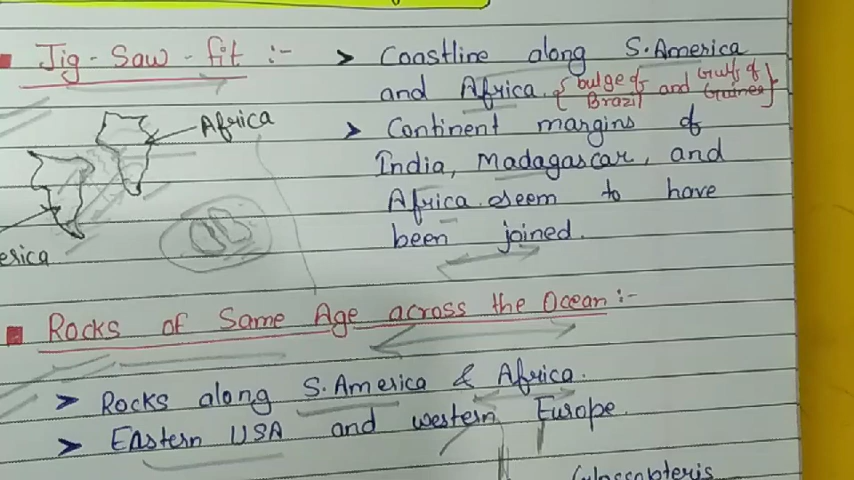 Jig-Saw-fit :- > Coastline along S.America
and Africa. { bulge of Brazil and Gulf of Guinea }
Africa
> Continent margins of
India, Madagascar, and
Africa seem to have
been joined.
erica
Rocks of Same Age across the Ocean :-
> Rocks along S.America & Africa.
> Eastern USA and western Europe.
Glossopteris